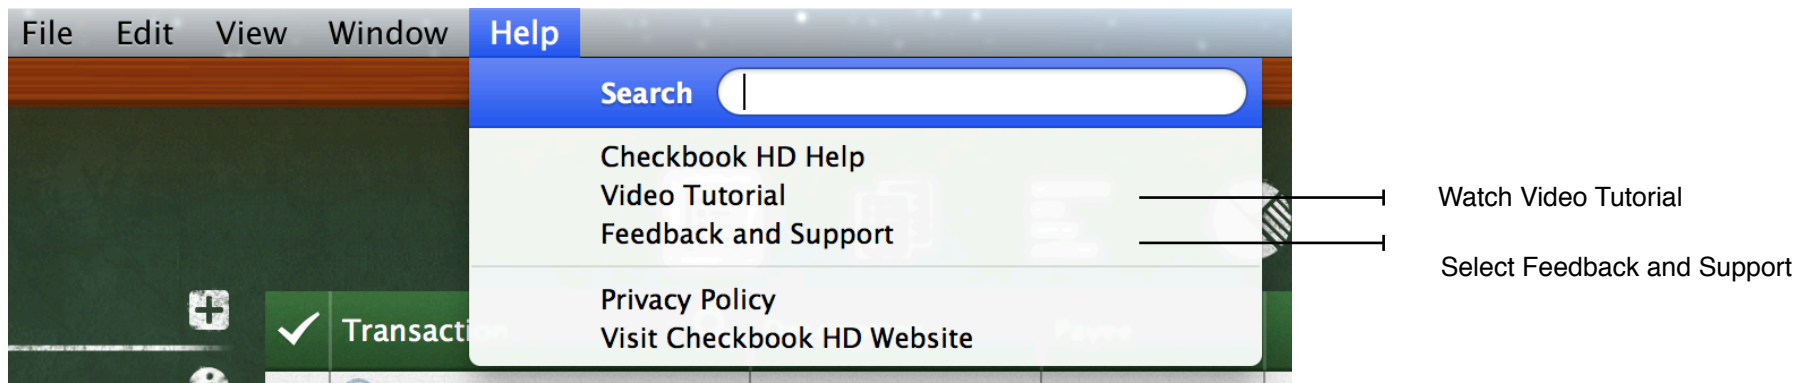 File Edit View Window Help
Search
Checkbook HD Help
Video Tutorial
Watch Video Tutorial
Feedback and Support
Select Feedback and Support
Privacy Policy
Transacti
Visit Checkbook HD Website
Payee